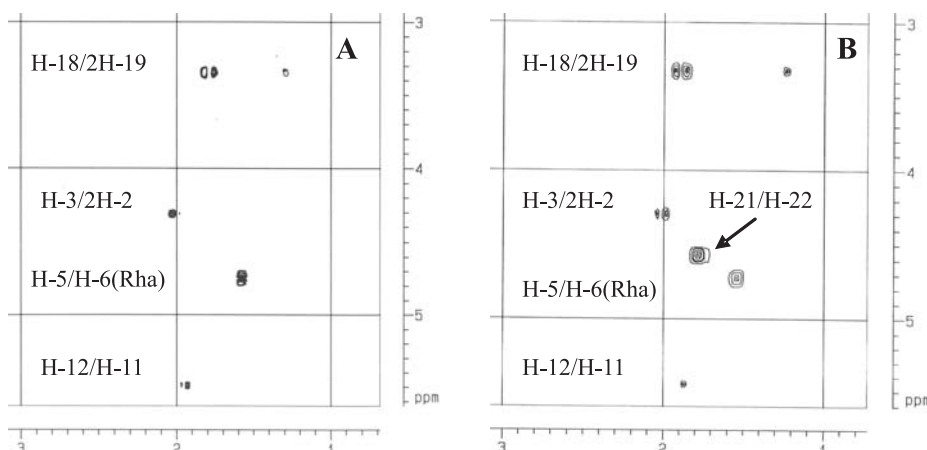 A
H-18/2H-19
H-3/2H-2
H-5/H-6(Rha)
H-12/H-11
3
4
5
ppm
3 2 1
B
H-18/2H-19
H-3/2H-2
H-21/H-22
H-5/H-6(Rha)
H-12/H-11
3
4
5
ppm
3 2 1